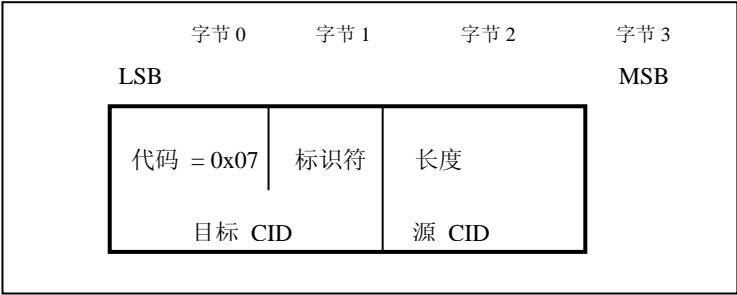 字节 0 字节 1 字节 2 字节 3
LSB MSB
代码 = 0x07 标识符 长度
目标 CID 源 CID